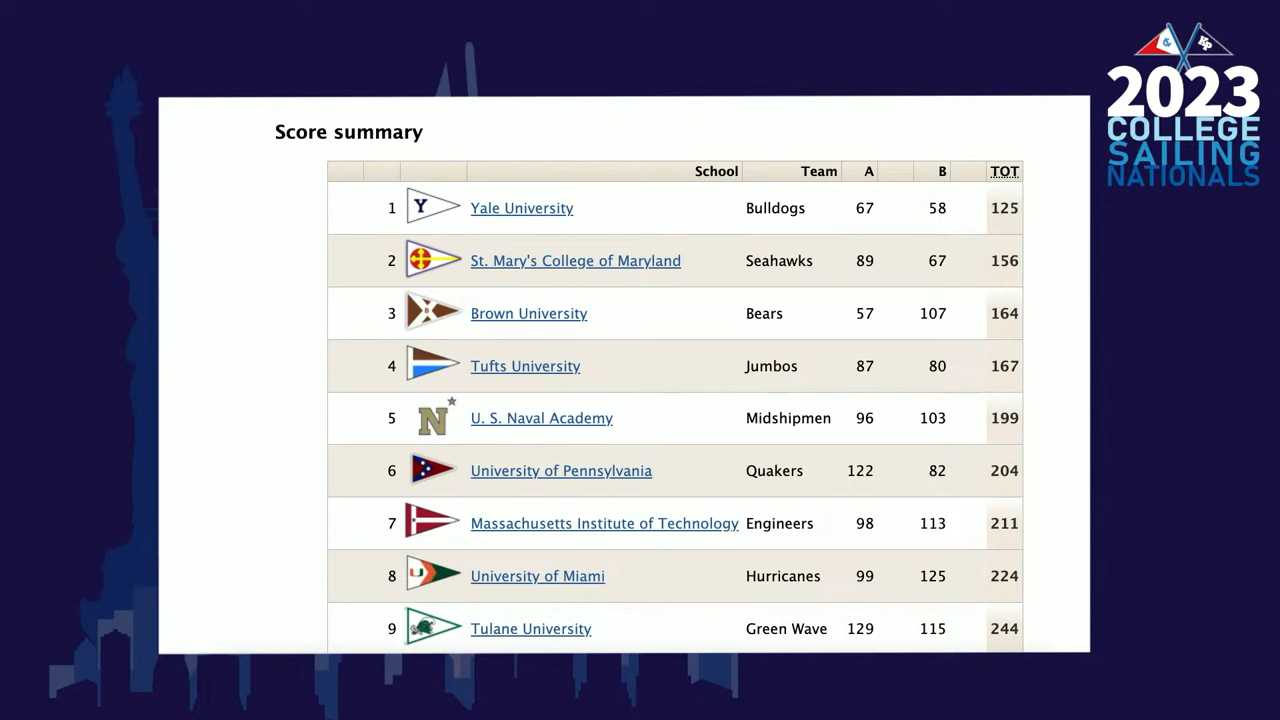 2023
COLLEGE
SAILING
NATIONALS
Score summary
School Team A B TOT
1 Y Yale University Bulldogs 67 58 125
2 St. Mary's College of Maryland Seahawks 89 67 156
3 Brown University Bears 57 107 164
4 Tufts University Jumbos 87 80 167
5 N U. S. Naval Academy Midshipmen 96 103 199
6 University of Pennsylvania Quakers 122 82 204
7 Massachusetts Institute of Technology Engineers 98 113 211
8 U University of Miami Hurricanes 99 125 224
9 Tulane University Green Wave 129 115 244